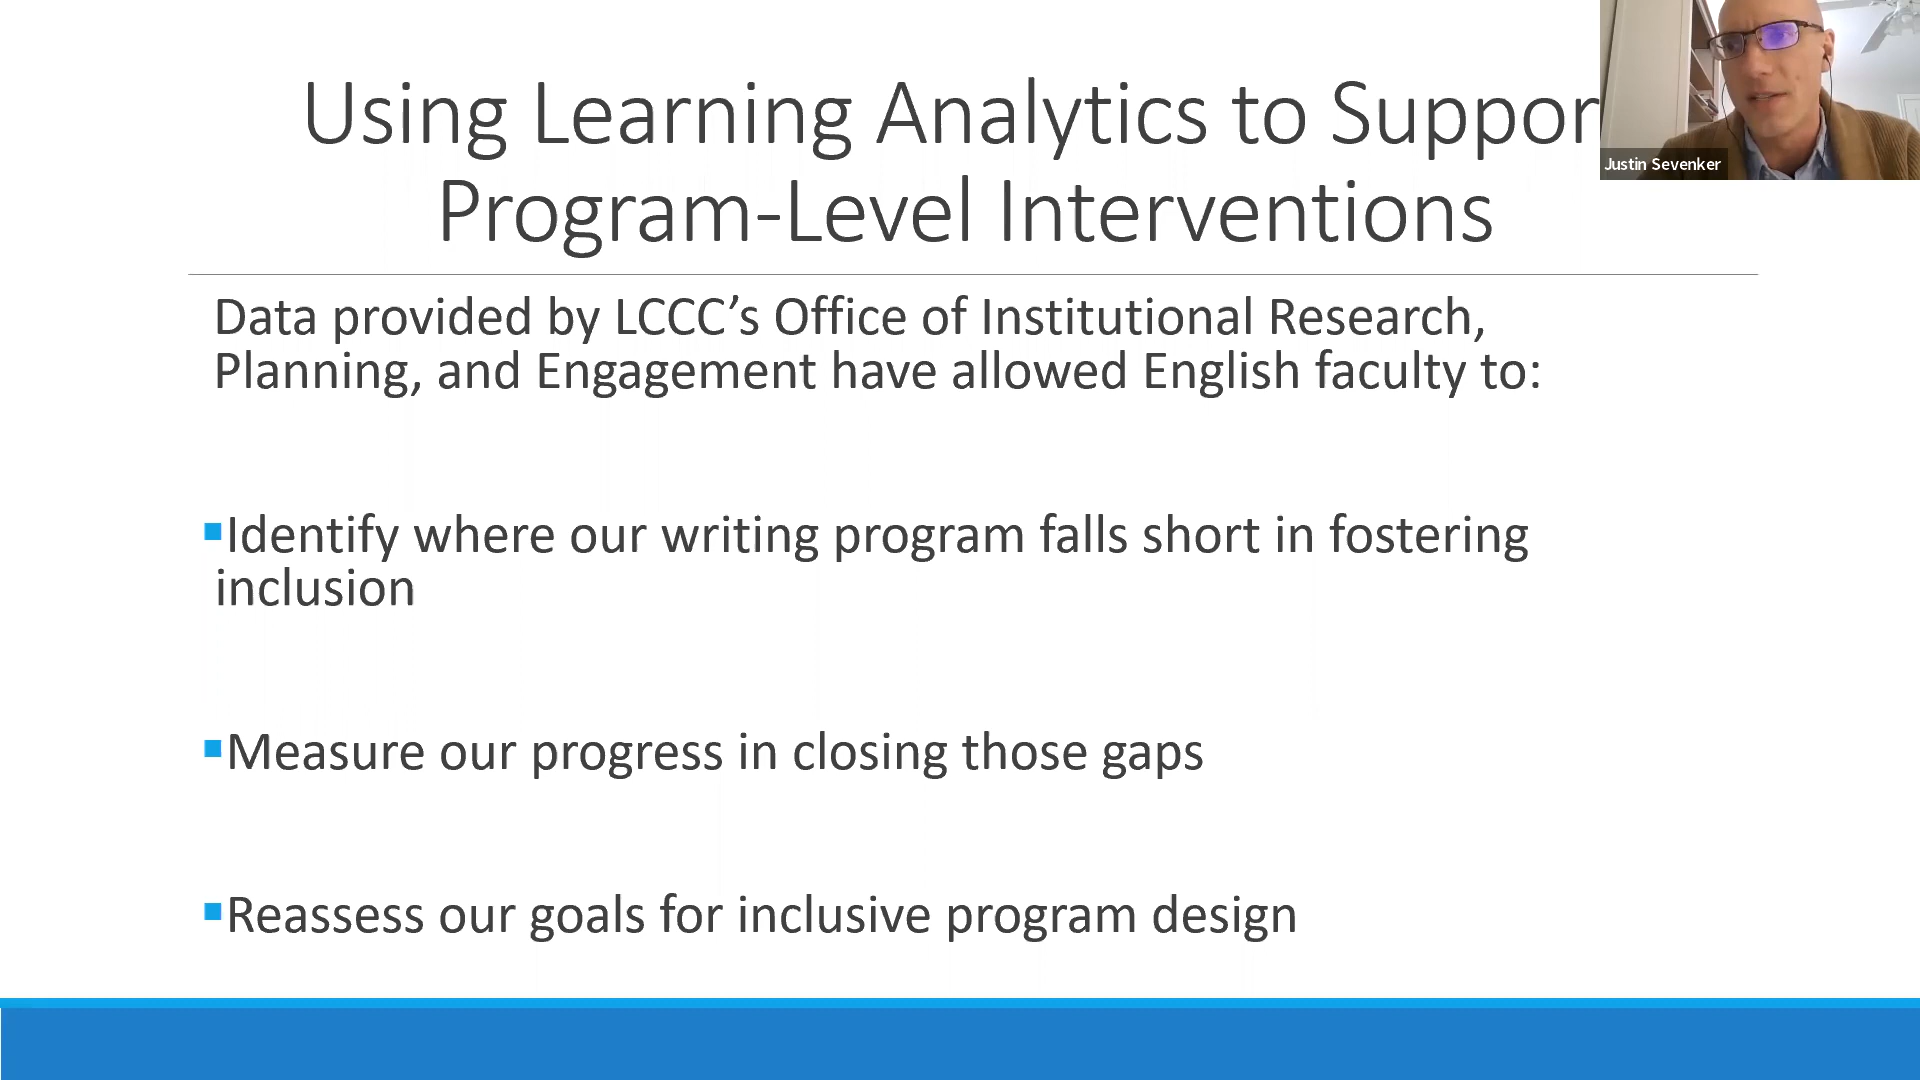 Using Learning Analytics to Suppor
Program-Level Interventions
Justin Sevenker
Data provided by LCCC’s Office of Institutional Research,
Planning, and Engagement have allowed English faculty to:
▪Identify where our writing program falls short in fostering
inclusion
▪Measure our progress in closing those gaps
▪Reassess our goals for inclusive program design